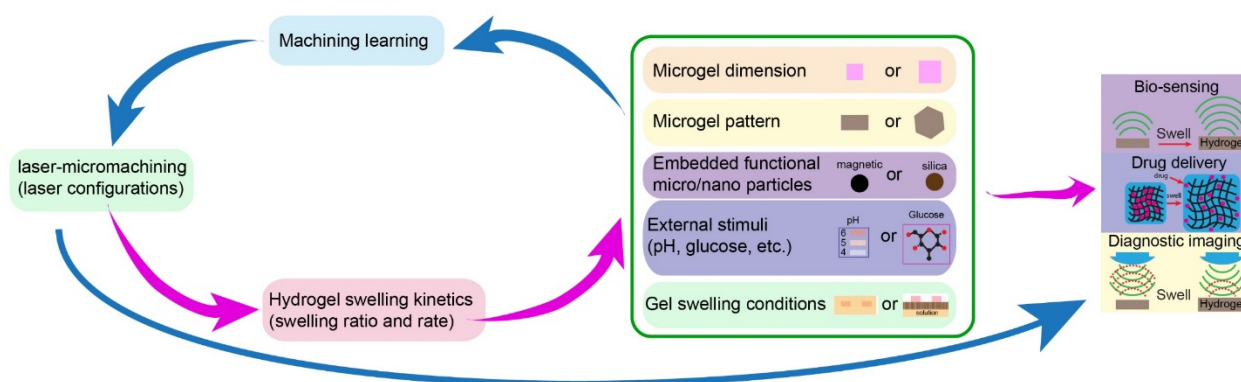 Machining learning
laser-micromachining
(laser configurations)
Hydrogel swelling kinetics
(swelling ratio and rate)
Microgel dimension
or
Microgel pattern
or
Embedded functional
micro/nano particles
magnetic
or
silica
External stimuli
(pH, glucose, etc.)
pH
6
5
4
or
Glucose
Gel swelling conditions
or
solution
Bio-sensing
Swell
Hydrogel
Drug delivery
drug
swell
Diagnostic imaging
Swell
Hydrogel